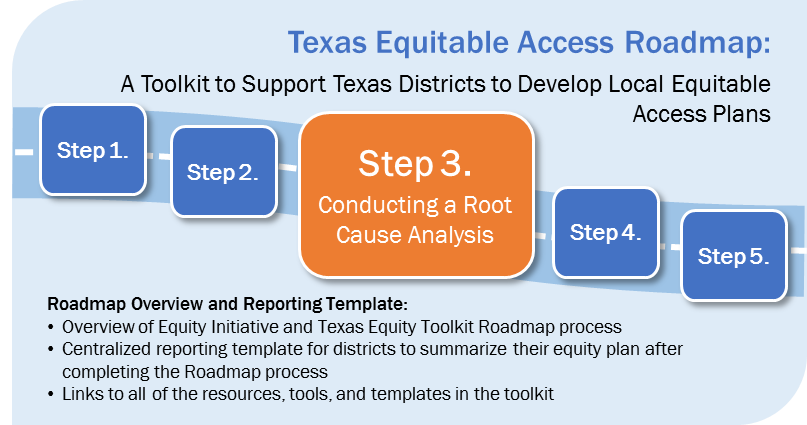 Texas Equitable Access Roadmap:
A Toolkit to Support Texas Districts to Develop Local Equitable
Access Plans
Step 1.
Step 2.
Step 3.
Conducting a Root
Cause Analysis
Step 4.
Step 5.
Roadmap Overview and Reporting Template:
• Overview of Equity Initiative and Texas Equity Toolkit Roadmap process
• Centralized reporting template for districts to summarize their equity plan after
completing the Roadmap process
• Links to all of the resources, tools, and templates in the toolkit